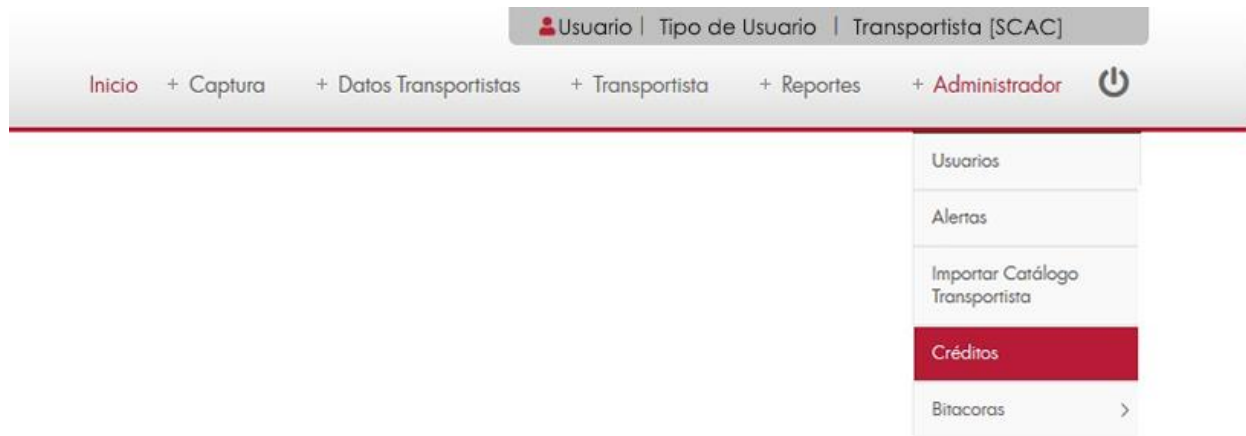 Usuario | Tipo de Usuario | Transportista [SCAC]
Inicio + Captura + Datos Transportistas + Transportista + Reportes + Administrador
Usuarios
Alertas
Importar Catálogo
Transportista
Créditos
Bitacoras >